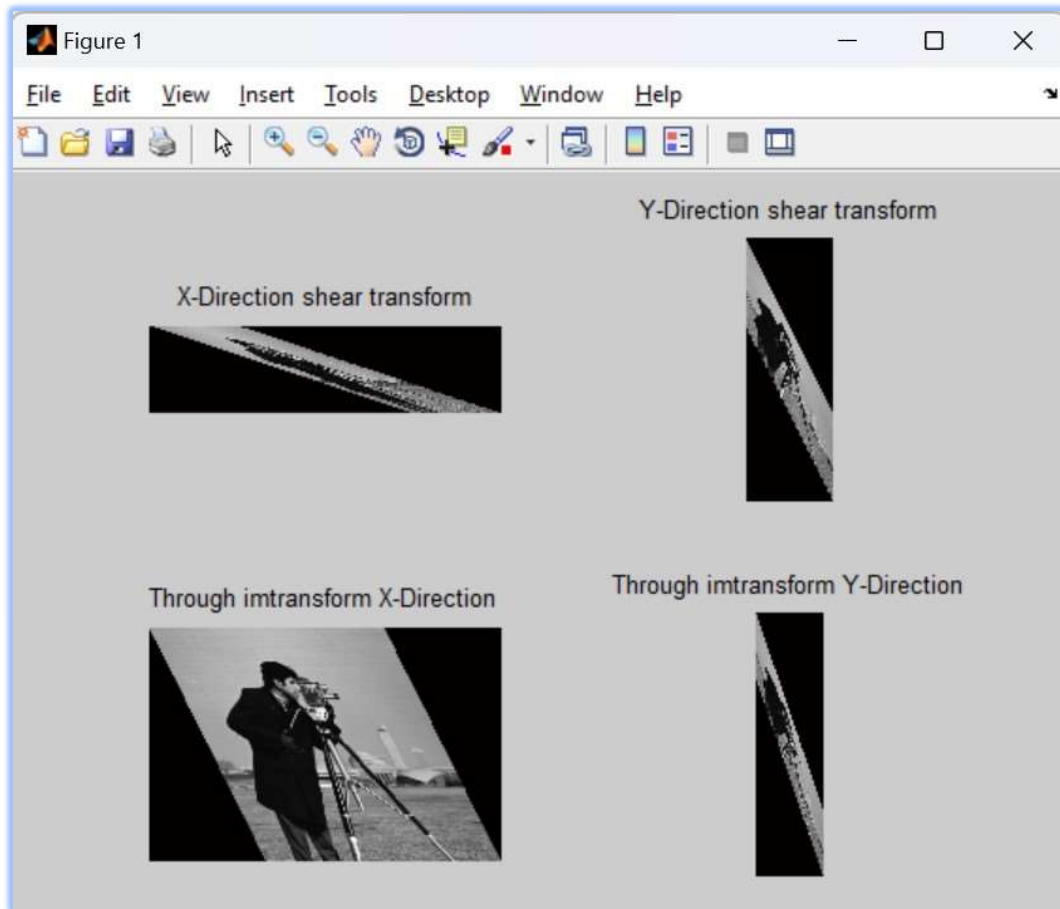 Figure 1
File Edit View Insert Tools Desktop Window Help
Y-Direction shear transform
X-Direction shear transform
Through imtransform Y-Direction
Through imtransform X-Direction